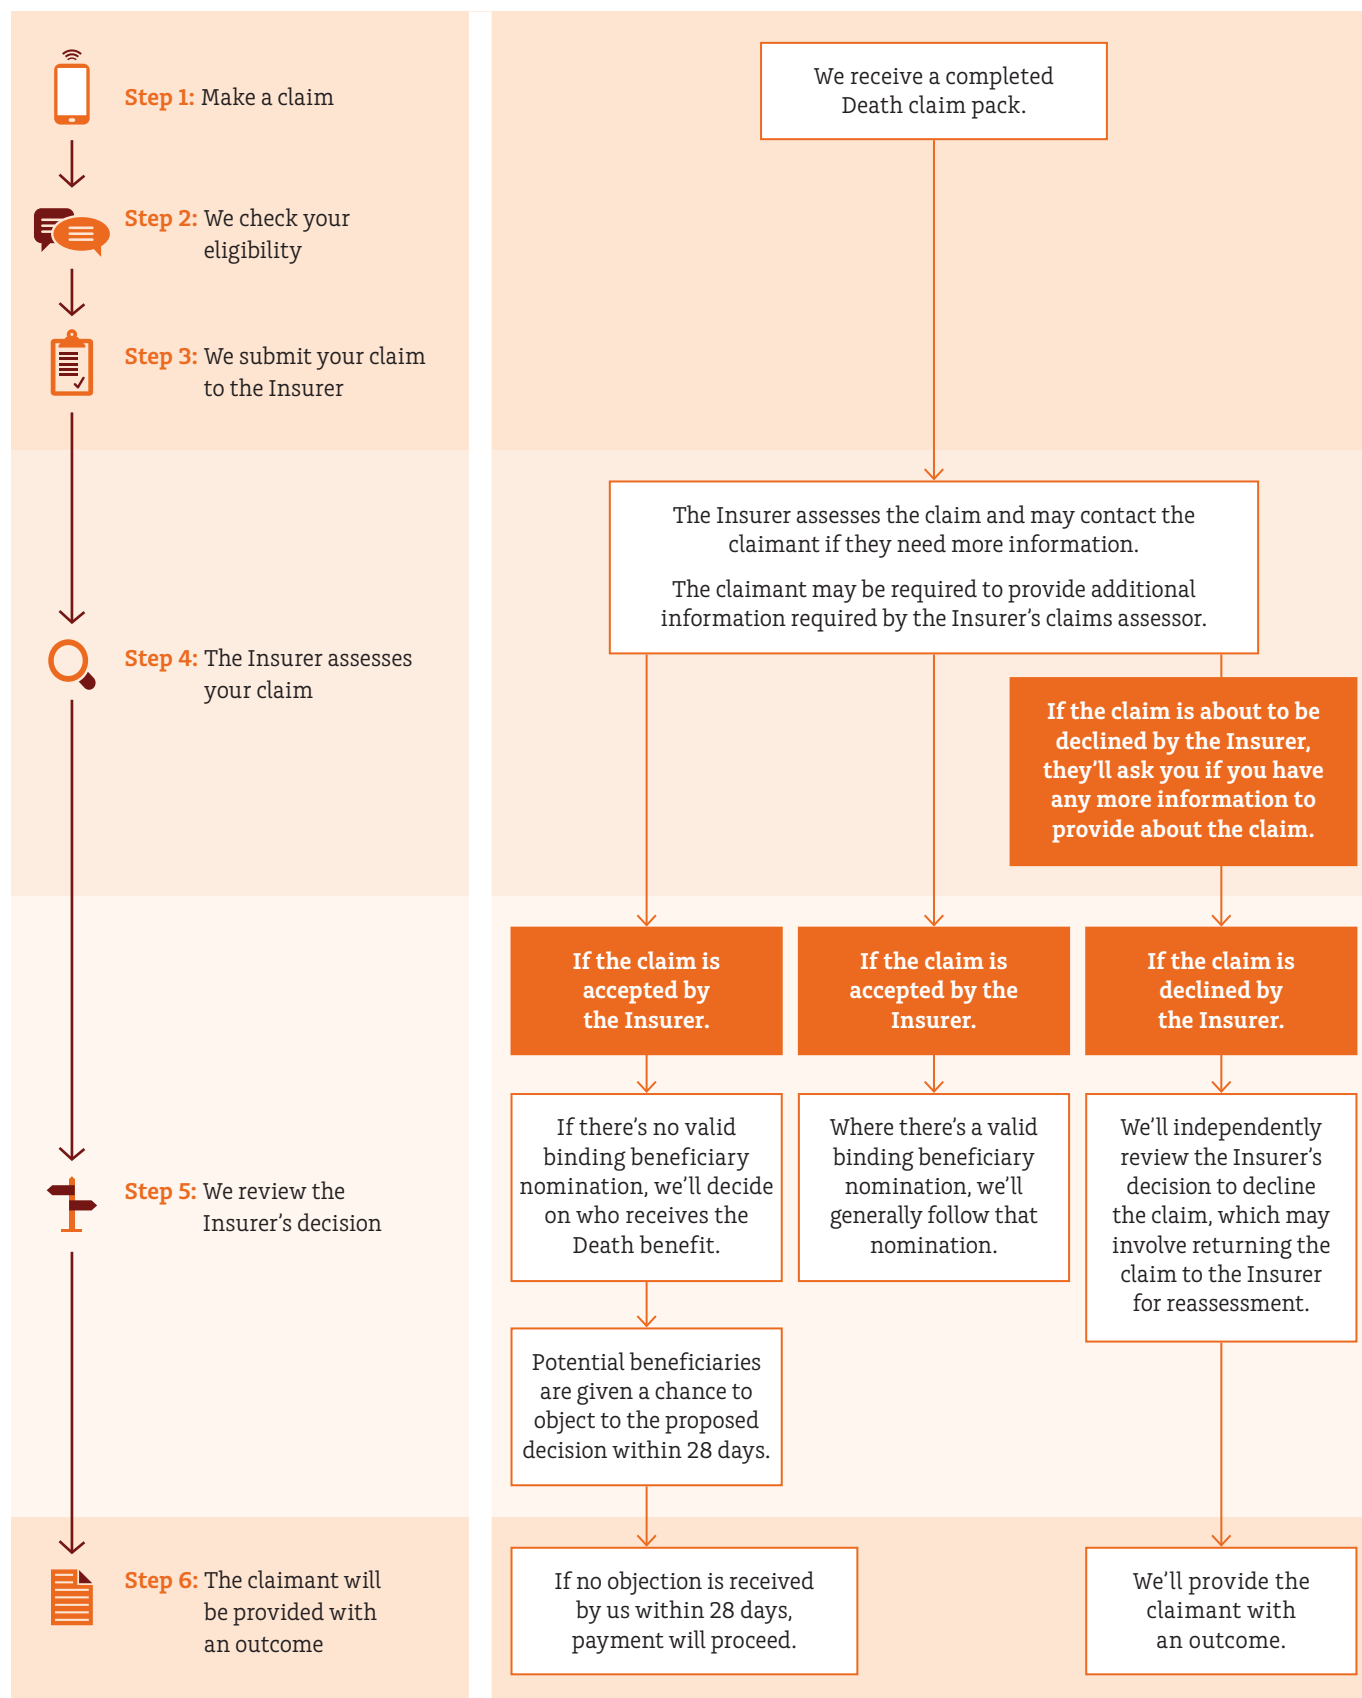 Step 1: Make a claim
Step 2: We check your
eligibility
Step 3: We submit your claim
to the Insurer
Step 4: The Insurer assesses
your claim
Step 5: We review the
Insurer’s decision
Step 6: The claimant will
be provided with
an outcome
We receive a completed
Death claim pack.
The Insurer assesses the claim and may contact the
claimant if they need more information.
The claimant may be required to provide additional
information required by the Insurer’s claims assessor.
If the claim is about to be
declined by the Insurer,
they’ll ask you if you have
any more information to
provide about the claim.
If the claim is
accepted by
the Insurer.
If there’s no valid
binding beneficiary
nomination, we’ll decide
on who receives the
Death benefit.
Potential beneficiaries
are given a chance to
object to the proposed
decision within 28 days.
If no objection is received
by us within 28 days,
payment will proceed.
If the claim is
accepted by the
Insurer.
Where there’s a valid
binding beneficiary
nomination, we’ll
generally follow that
nomination.
If the claim is
declined by
the Insurer.
We’ll independently
review the Insurer’s
decision to decline
the claim, which may
involve returning the
claim to the Insurer
for reassessment.
We’ll provide the
claimant with
an outcome.